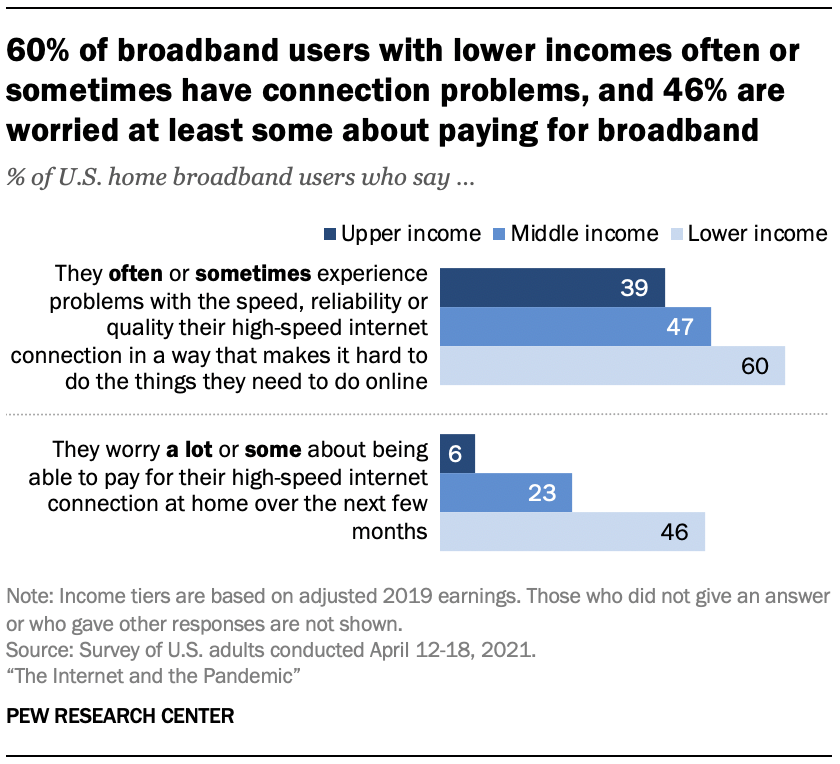 60% of broadband users with lower incomes often or
sometimes have connection problems, and 46% are
worried at least some about paying for broadband
% of U.S. home broadband users who say ...
Upper income Middle income Lower income
They often or sometimes experience
problems with the speed, reliability or
quality their high-speed internet
connection in a way that makes it hard to
do the things they need to do online
39
47
60
They worry a lot or some about being
able to pay for their high-speed internet
connection at home over the next few
months
6
23
46
Note: Income tiers are based on adjusted 2019 earnings. Those who did not give an answer
or who gave other responses are not shown.
Source: Survey of U.S. adults conducted April 12-18, 2021.
“The Internet and the Pandemic”
PEW RESEARCH CENTER